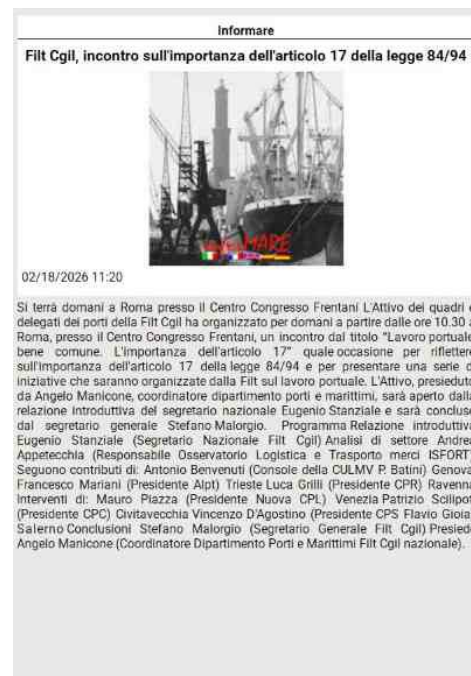 Informare
Filt Cgil, incontro sull'importanza dell'articolo 17 della legge 84/94
inforMARE
02/18/2026 11:20
Si terrà domani a Roma presso il Centro Congresso Frentani L'Attivo dei quadri e
delegati dei porti della Filt Cgil ha organizzato per domani a partire dalle ore 10.30 a
Roma, presso il Centro Congresso Frentani, un incontro dal titolo "Lavoro portuale
bene comune. L'importanza dell'articolo 17" quale occasione per riflettere
sull'importanza dell'articolo 17 della legge 84/94 e per presentare una serie di
iniziative che saranno organizzate dalla Filt sul lavoro portuale. L'Attivo, presieduto
da Angelo Manicone, coordinatore dipartimento porti e marittimi, sarà aperto dalla
relazione introduttiva del segretario nazionale Eugenio Stanziale e sarà concluso
dal segretario generale Stefano Malorgio. Programma Relazione introduttiva
Eugenio Stanziale (Segretario Nazionale Filt Cgil) Analisi di settore Andrea
Appetecchia (Responsabile Osservatorio Logistica e Trasporto merci ISFORT)
Seguono contributi di: Antonio Benvenuti (Console della CULMV P. Batini) Genova
Francesco Mariani (Presidente Alpt) Trieste Luca Grilli (Presidente CPR) Ravenna
Interventi di: Mauro Piazza (Presidente Nuova CPL) Venezia Patrizio Scilipoti
(Presidente CPC) Civitavecchia Vincenzo D'Agostino (Presidente CPS Flavio Gioia)
Salerno Conclusioni Stefano Malorgio (Segretario Generale Filt Cgil) Presiede
Angelo Manicone (Coordinatore Dipartimento Porti e Marittimi Filt Cgil nazionale).